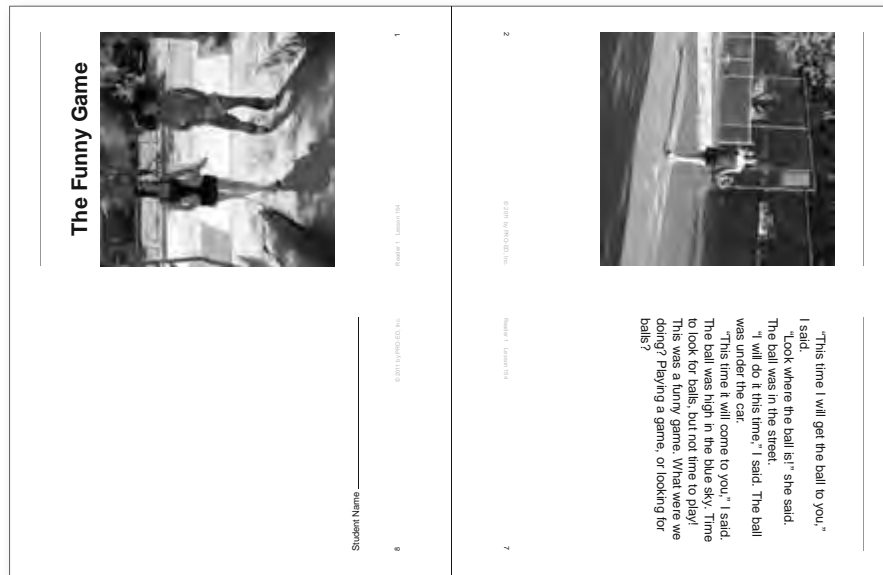 The Funny Game
1
Reader 1 Lesson
© 2011 by PRO-ED, Inc.
Student Name
8
2
© 2011 by PRO-ED, Inc.
Reader 1 Lesson
"This time I will get the ball to you,"
I said.
"Look where the ball is!" she said.
The ball was in the street.
"I will do it this time," I said. The ball
was under the car.
"This time it will come to you," I said.
The ball was high in the blue sky. Time
to look for balls, but not time to play!
This was a funny game. What were we
doing? Playing a game, or looking for
balls?
7